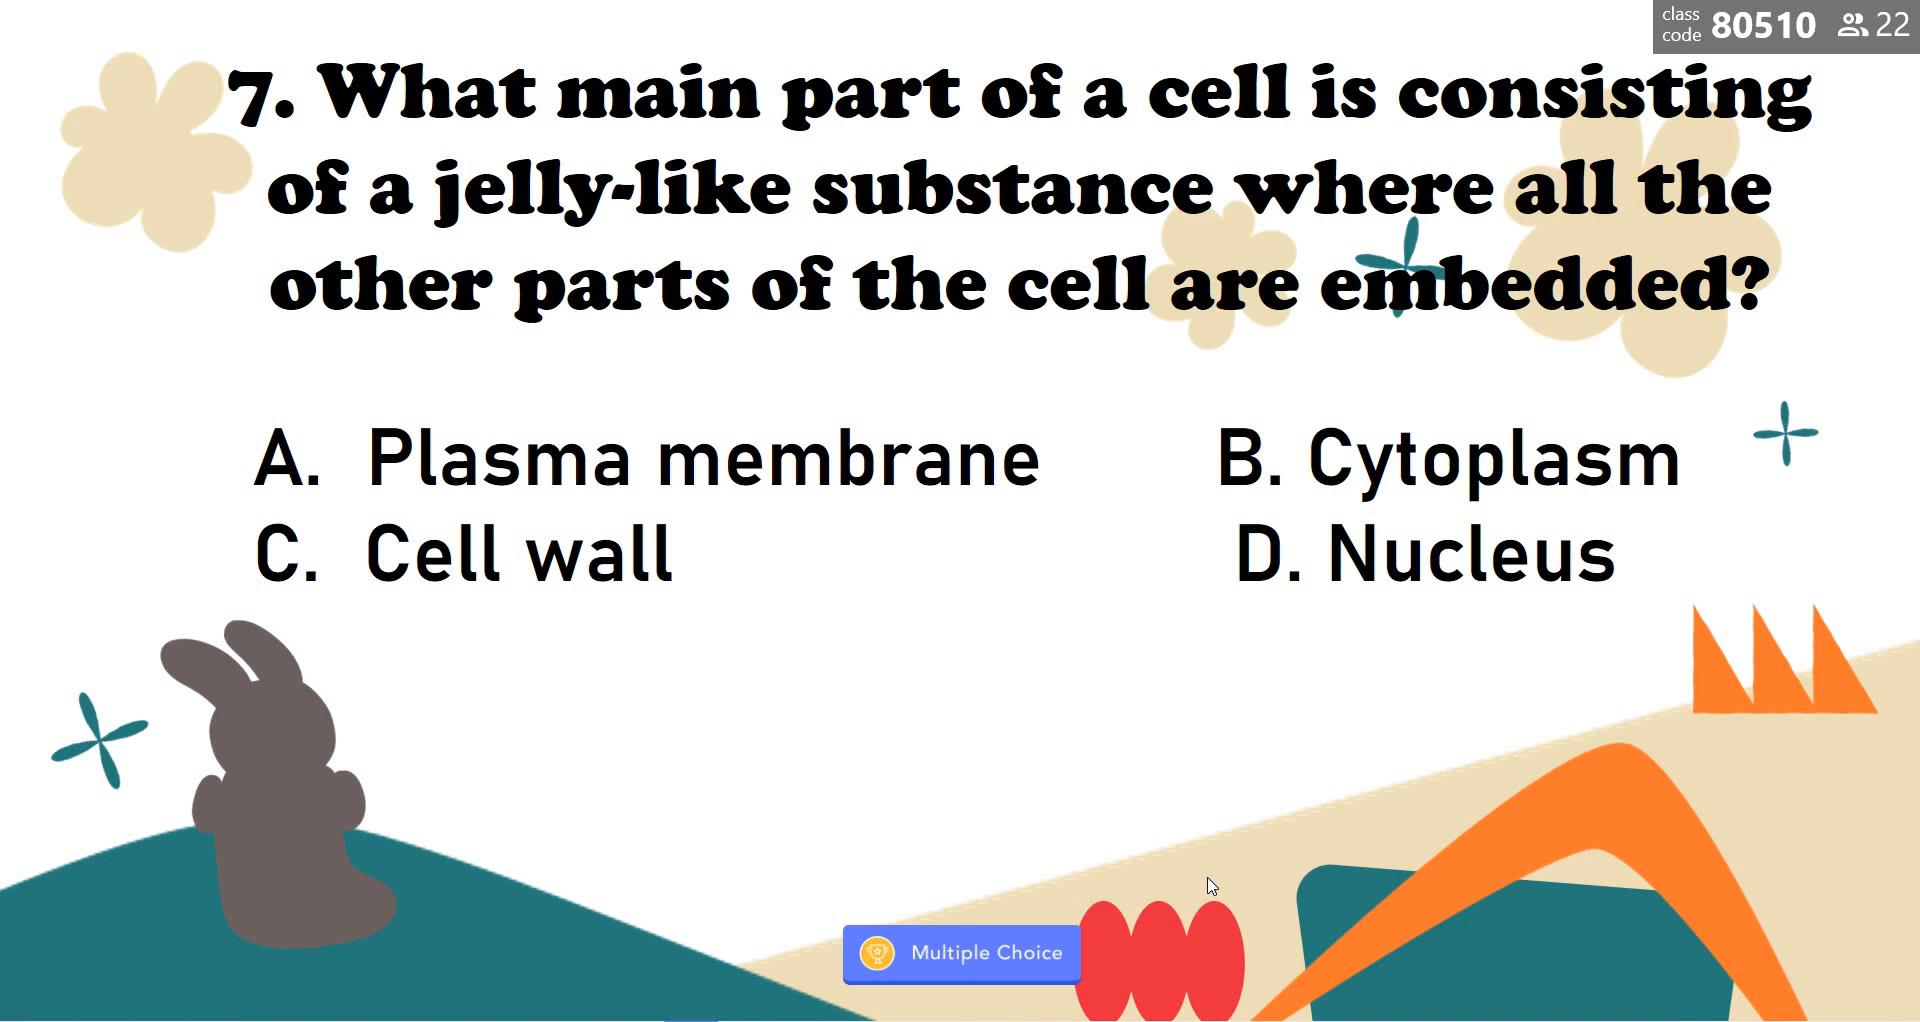 class code 80510 22
7. What main part of a cell is consisting
of a jelly-like substance where all the
other parts of the cell are embedded?
A. Plasma membrane B. Cytoplasm
C. Cell wall D. Nucleus
Multiple Choice